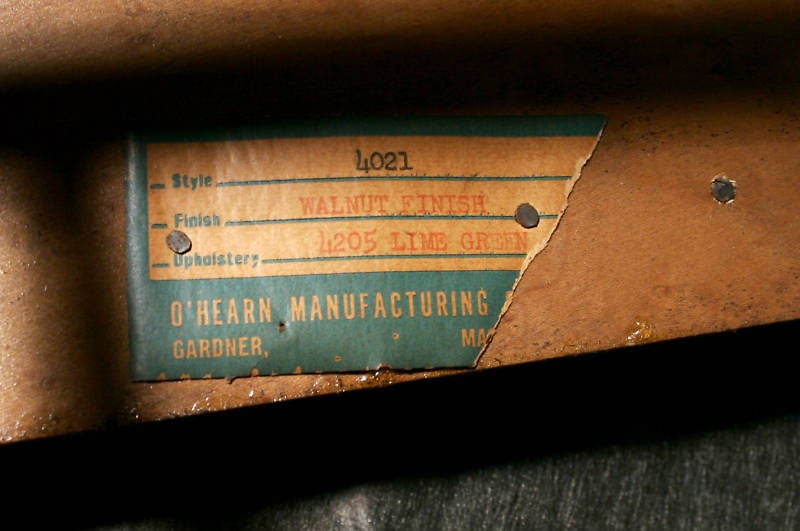 Style 4021
Finish WALNUT FINISH
Upholstery 4205 LIME GREEN
O'HEARN MANUFACTURING
GARDNER, MA